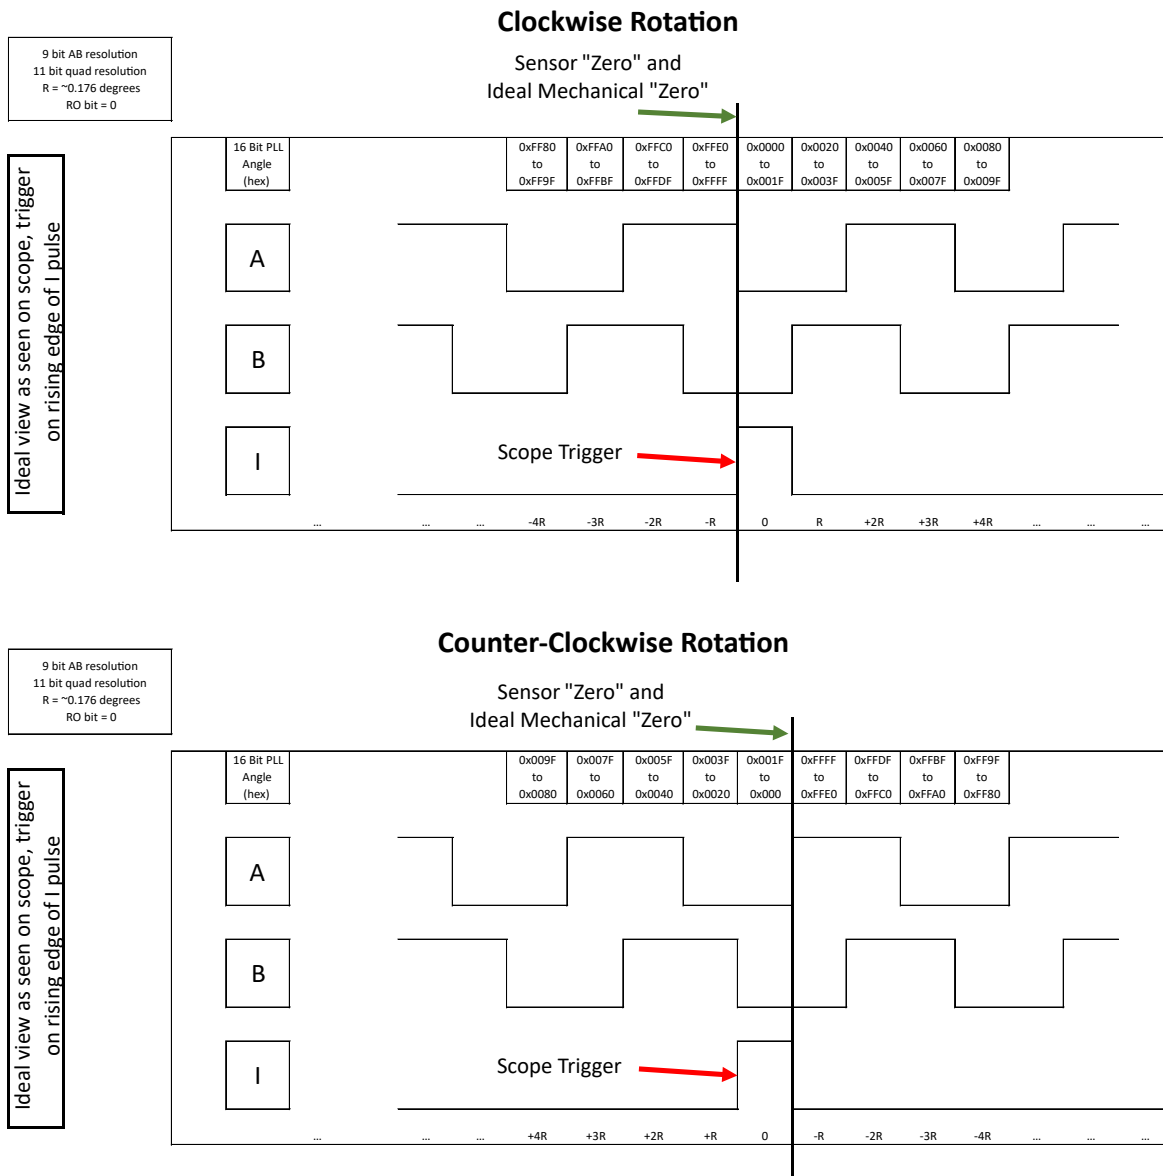 Clockwise Rotation
9 bit AB resolution
11 bit quad resolution
R = ~0.176 degrees
RO bit = 0
Sensor "Zero" and
Ideal Mechanical "Zero"
Ideal view as seen on scope, trigger
on rising edge of I pulse
16 Bit PLL
Angle
(hex)
0xFF80
to
0xFF9F
0xFFA0
to
0xFFBF
0xFFC0
to
0xFFDF
0xFFE0
to
0xFFFF
0x0000
to
0x001F
0x0020
to
0x003F
0x0040
to
0x005F
0x0060
to
0x007F
0x0080
to
0x009F
A
B
I
Scope Trigger
... ... ... -4R -3R -2R -R 0 R +2R +3R +4R ... ... ...
Counter-Clockwise Rotation
9 bit AB resolution
11 bit quad resolution
R = ~0.176 degrees
RO bit = 0
Sensor "Zero" and
Ideal Mechanical "Zero"
Ideal view as seen on scope, trigger
on rising edge of I pulse
16 Bit PLL
Angle
(hex)
0x009F
to
0x0080
0x007F
to
0x0060
0x005F
to
0x0040
0x003F
to
0x0020
0x001F
to
0x000
0xFFFF
to
0xFFE0
0xFFDF
to
0xFFC0
0xFFBF
to
0xFFA0
0xFF9F
to
0xFF80
A
B
I
Scope Trigger
... ... ... +4R +3R +2R +R 0 -R -2R -3R -4R ... ... ...